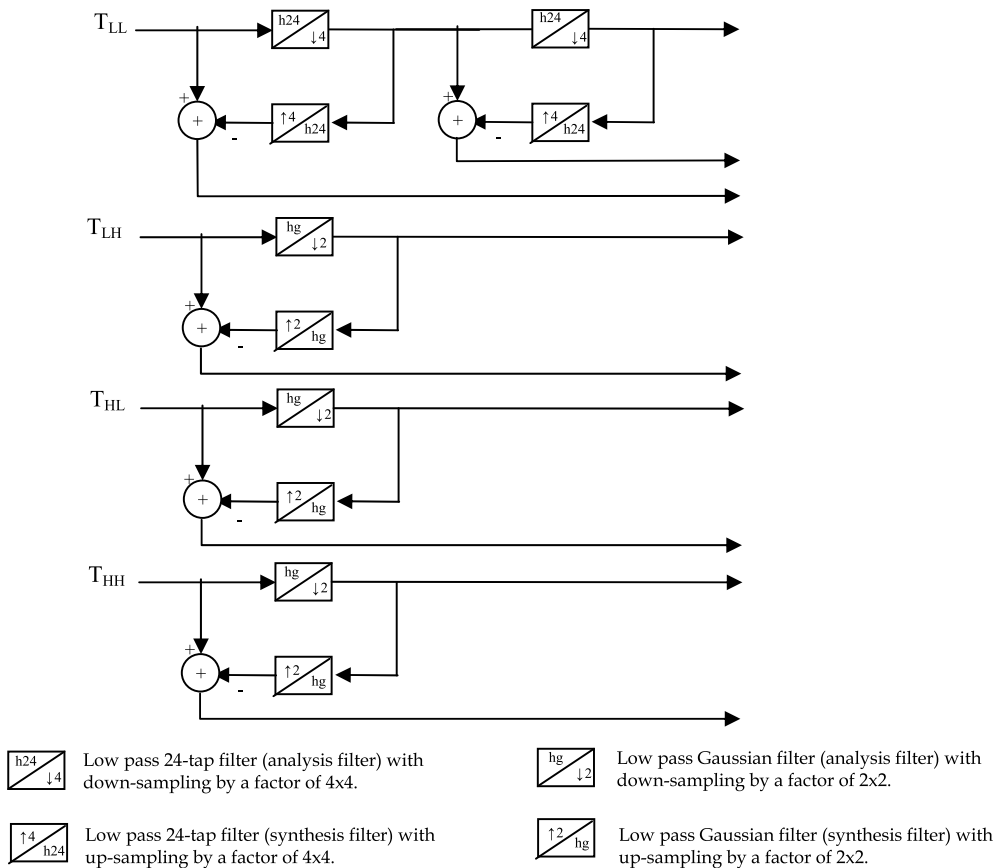 T_LL h24 ↓4 h24 ↓4
+ + ↑4 h24 - + + ↑4 h24 -
T_LH hg ↓2
+ + ↑2 hg -
T_HL hg ↓2
+ + ↑2 hg -
T_HH hg ↓2
+ + ↑2 hg -
h24 ↓4
Low pass 24-tap filter (analysis filter) with
down-sampling by a factor of 4x4.
hg ↓2
Low pass Gaussian filter (analysis filter) with
down-sampling by a factor of 2x2.
↑4 h24
Low pass 24-tap filter (synthesis filter) with
up-sampling by a factor of 4x4.
↑2 hg
Low pass Gaussian filter (synthesis filter) with
up-sampling by a factor of 2x2.